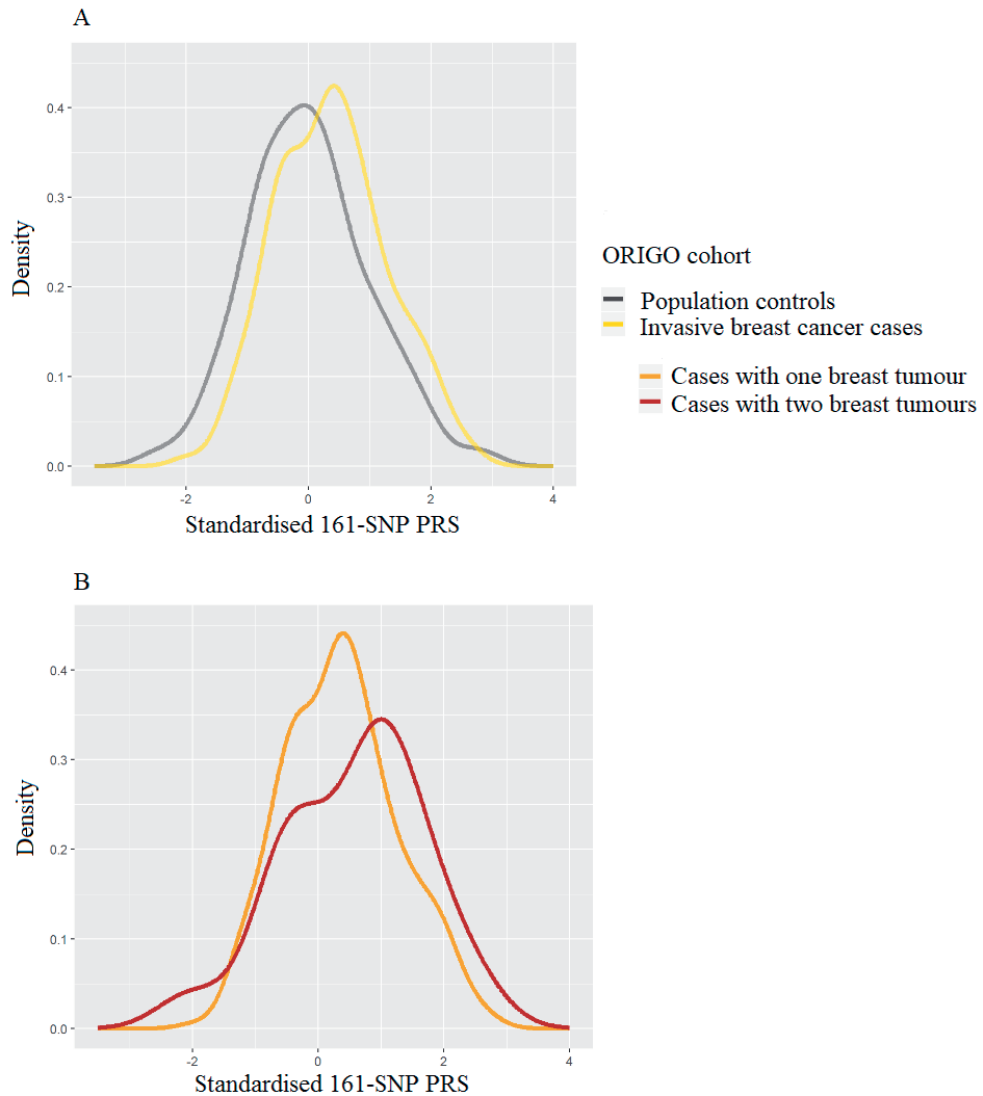 A
Density
0.4
0.3
0.2
0.1
0.0
-2
0
2
4
Standardised 161-SNP PRS
ORIGO cohort
Population controls
Invasive breast cancer cases
Cases with one breast tumour
Cases with two breast tumours
B
Density
0.4
0.3
0.2
0.1
0.0
-2
0
2
4
Standardised 161-SNP PRS